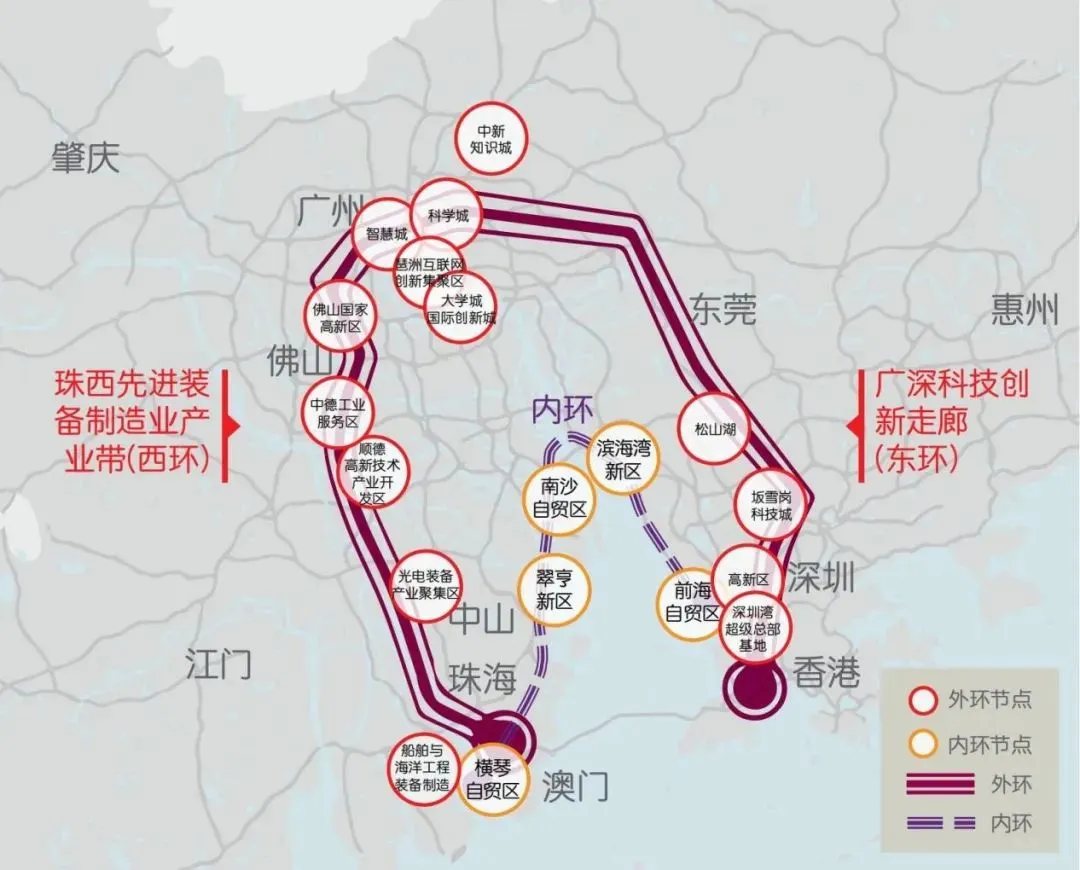 中新
知识城
肇庆
广州
科学城
智慧城
琶洲互联网
创新集聚区
大学城
国际创新城
佛山国家
高新区
东莞
惠州
佛山
珠西先进装
备制造业产
业带(西环)
广深科技创
新走廊
(东环)
中德工业
服务区
内环
松山湖
顺德
高新技术
产业开
发区
滨海湾
新区
南沙
自贸区
坂雪岗
科技城
光电装备
产业聚集区
翠亨
新区
前海
自贸区
高新区
深圳
深圳湾
超级总部
基地
中山
江门
珠海
香港
船舶与
海洋工程
装备制造
横琴
自贸区
澳门
外环节点
内环节点
外环
内环